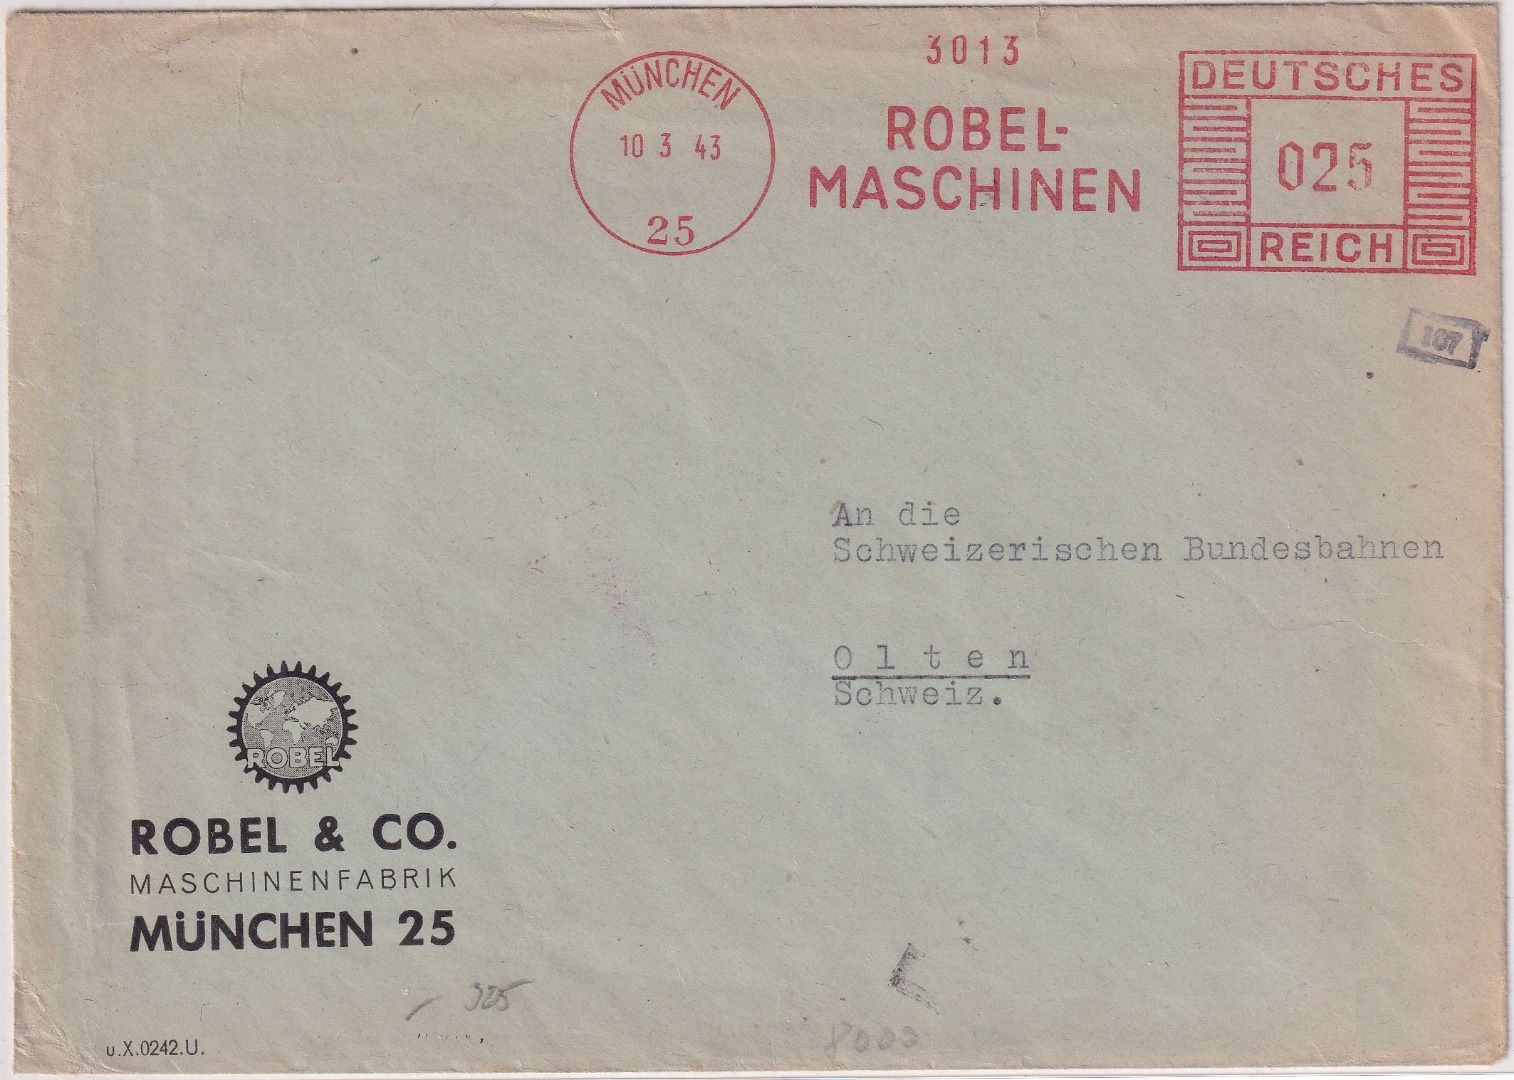 3013
MÜNCHEN
10 3 43
25
ROBEL-
MASCHINEN
DEUTSCHES
025
REICH
107
An die
Schweizerischen Bundesbahnen
Olten
Schweiz.
ROBEL
ROBEL & CO.
MASCHINENFABRIK
MÜNCHEN 25
u.X.0242.U.